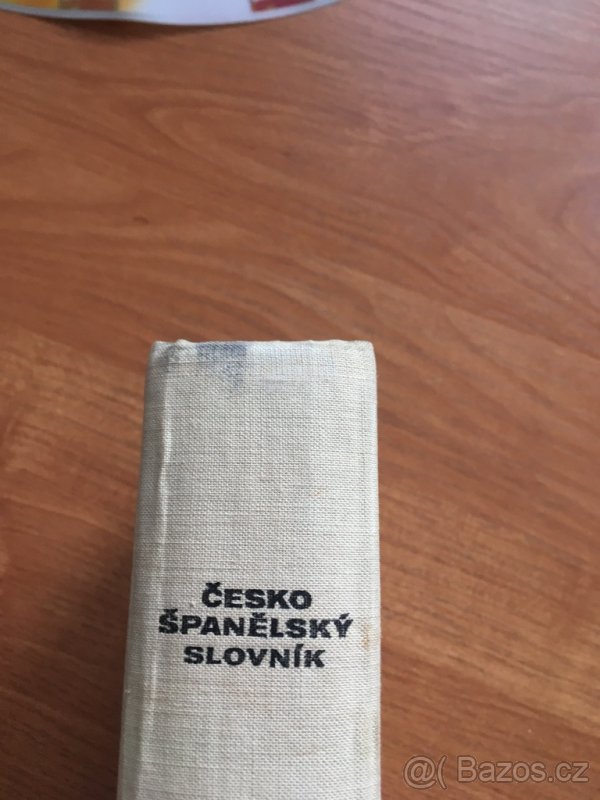 ČESKO
ŠPANĚLSKÝ
SLOVNÍK
@( Bazos.cz